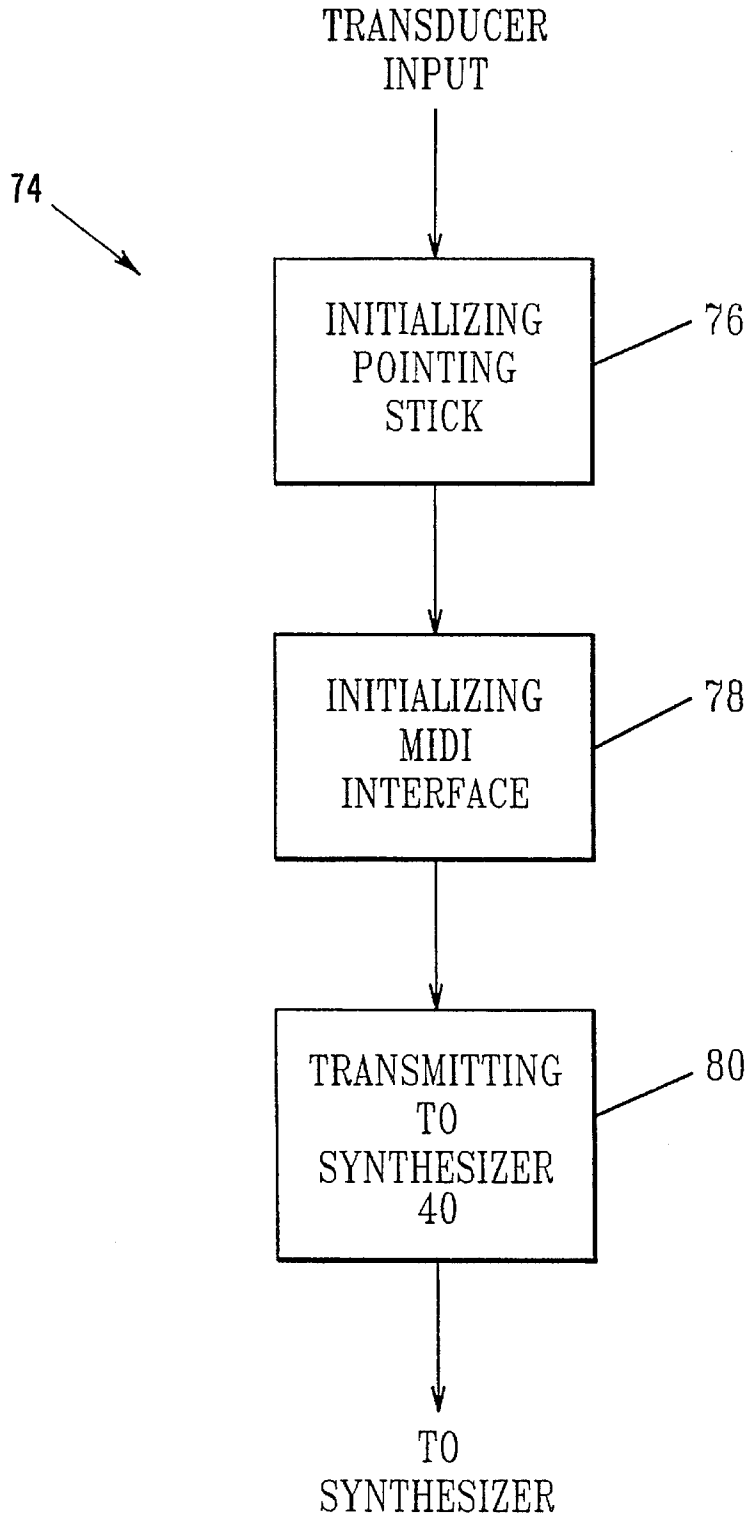 TRANSDUCER
INPUT
74
INITIALIZING
POINTING
STICK
76
INITIALIZING
MIDI
INTERFACE
78
TRANSMITTING
TO
SYNTHESIZER
40
80
TO
SYNTHESIZER